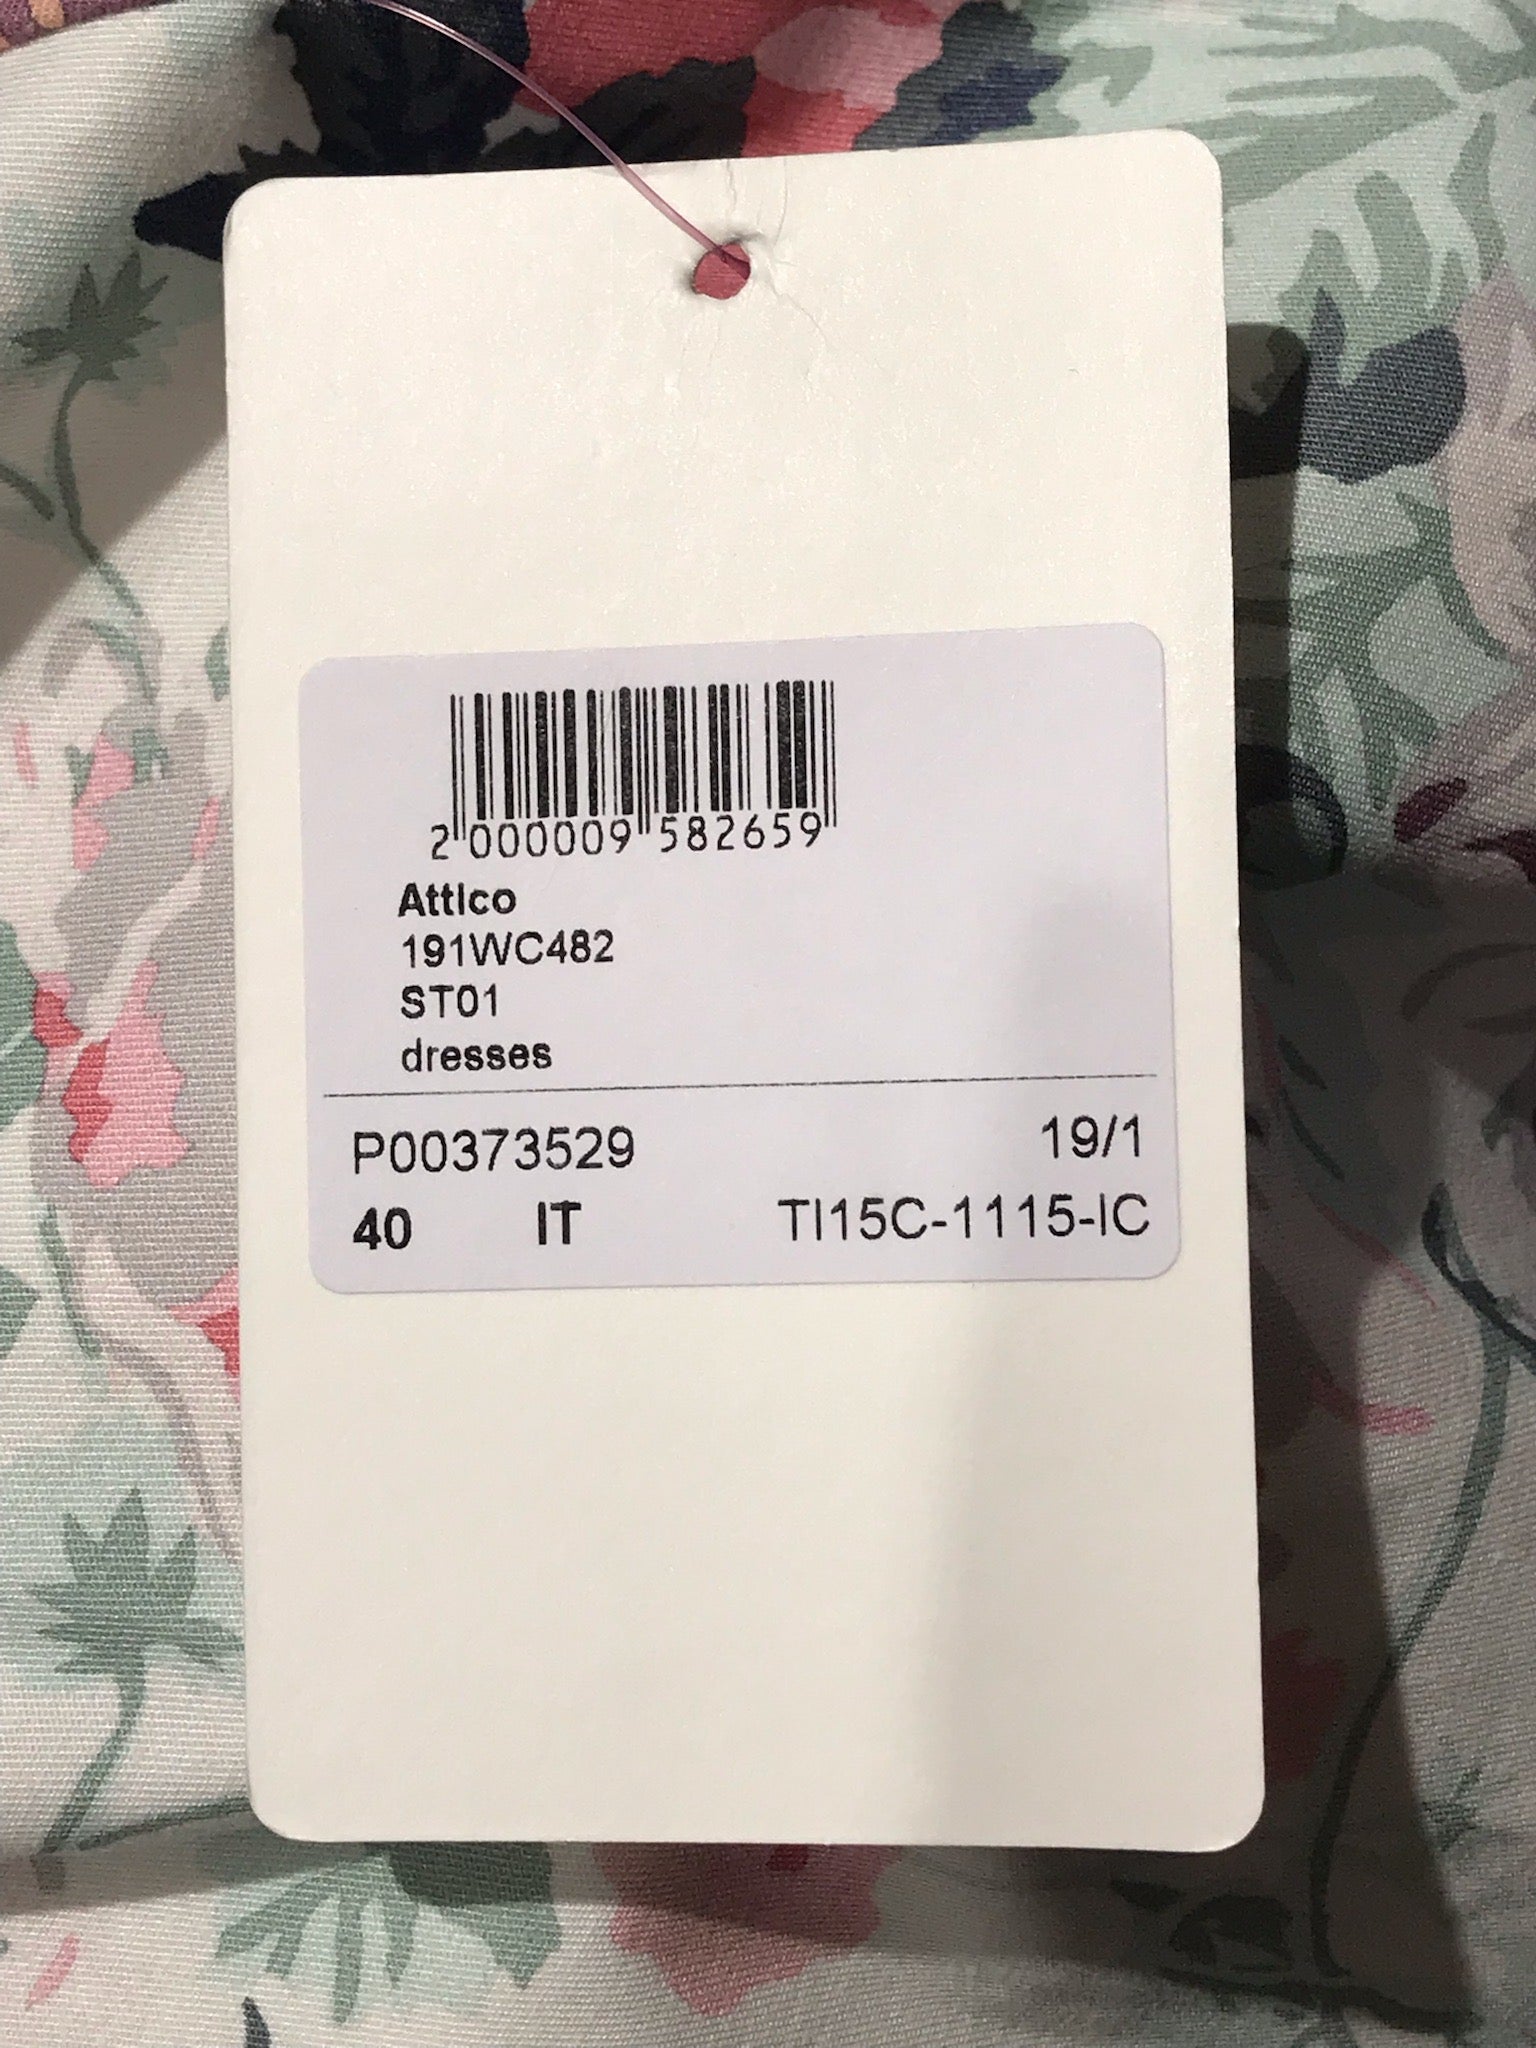 2 000009 582659
Attico
191WC482
ST01
dresses
P00373529 19/1
40 IT TI15C-1115-IC